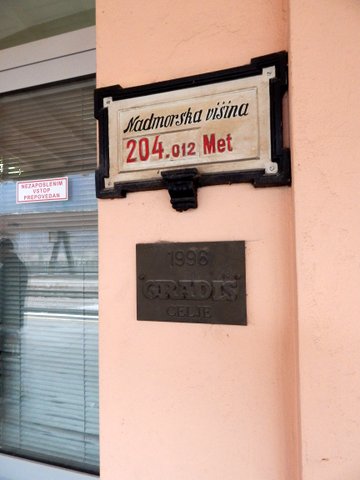 Nadmorska višina
204.012 Met
NEZAPOSLENIM
VSTOP
PREPOVEDAN
1996
GRADIS
CELJE